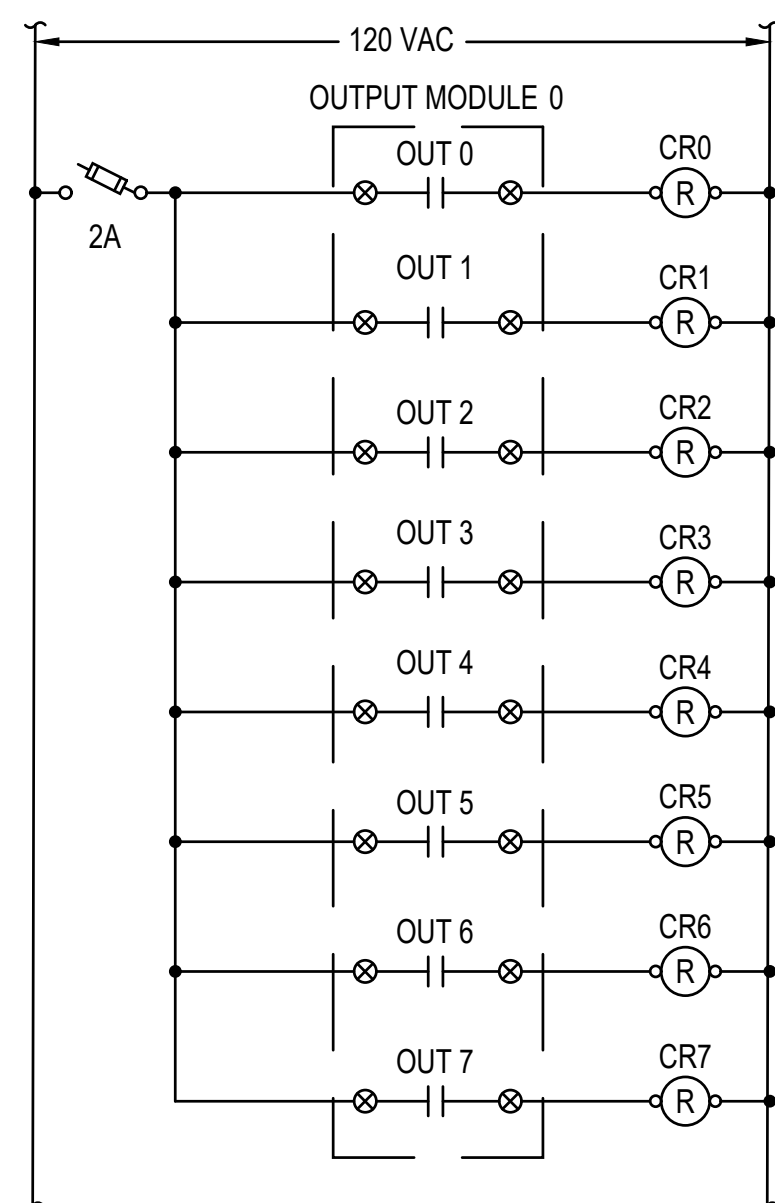 120 VAC
OUTPUT MODULE 0
OUT 0
CR0
R
2A
OUT 1
CR1
R
OUT 2
CR2
R
OUT 3
CR3
R
OUT 4
CR4
R
OUT 5
CR5
R
OUT 6
CR6
R
OUT 7
CR7
R